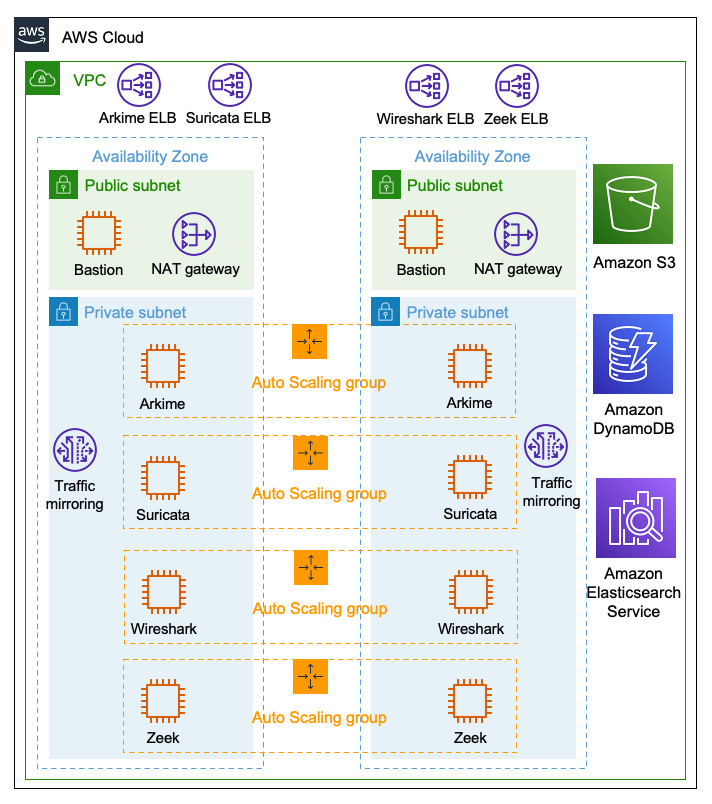 aws
AWS Cloud
VPC
Arkime ELB
Suricata ELB
Wireshark ELB
Zeek ELB
Availability Zone
Availability Zone
Public subnet
Public subnet
Bastion
NAT gateway
Bastion
NAT gateway
Amazon S3
Private subnet
Private subnet
Auto Scaling group
Arkime
Arkime
Amazon
DynamoDB
Traffic
mirroring
Auto Scaling group
Suricata
Suricata
Traffic
mirroring
Amazon
Elasticsearch
Service
Auto Scaling group
Wireshark
Wireshark
Auto Scaling group
Zeek
Zeek